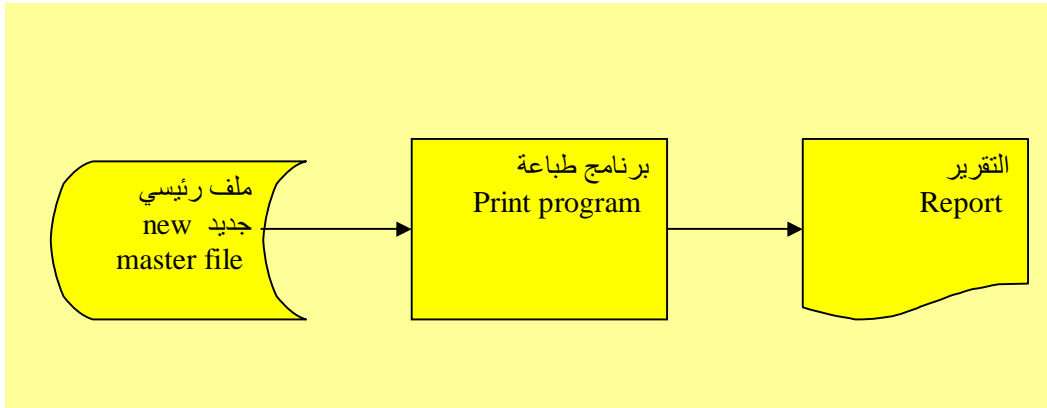 ملف رئيسي
جديد new
master file
برنامج طباعة
Print program
التقرير
Report